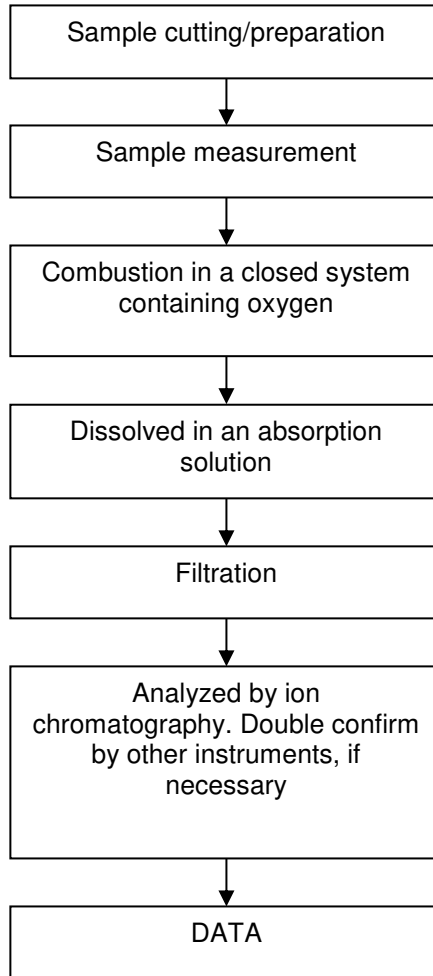 Sample cutting/preparation
Sample measurement
Combustion in a closed system
containing oxygen
Dissolved in an absorption
solution
Filtration
Analyzed by ion
chromatography. Double confirm
by other instruments, if
necessary
DATA